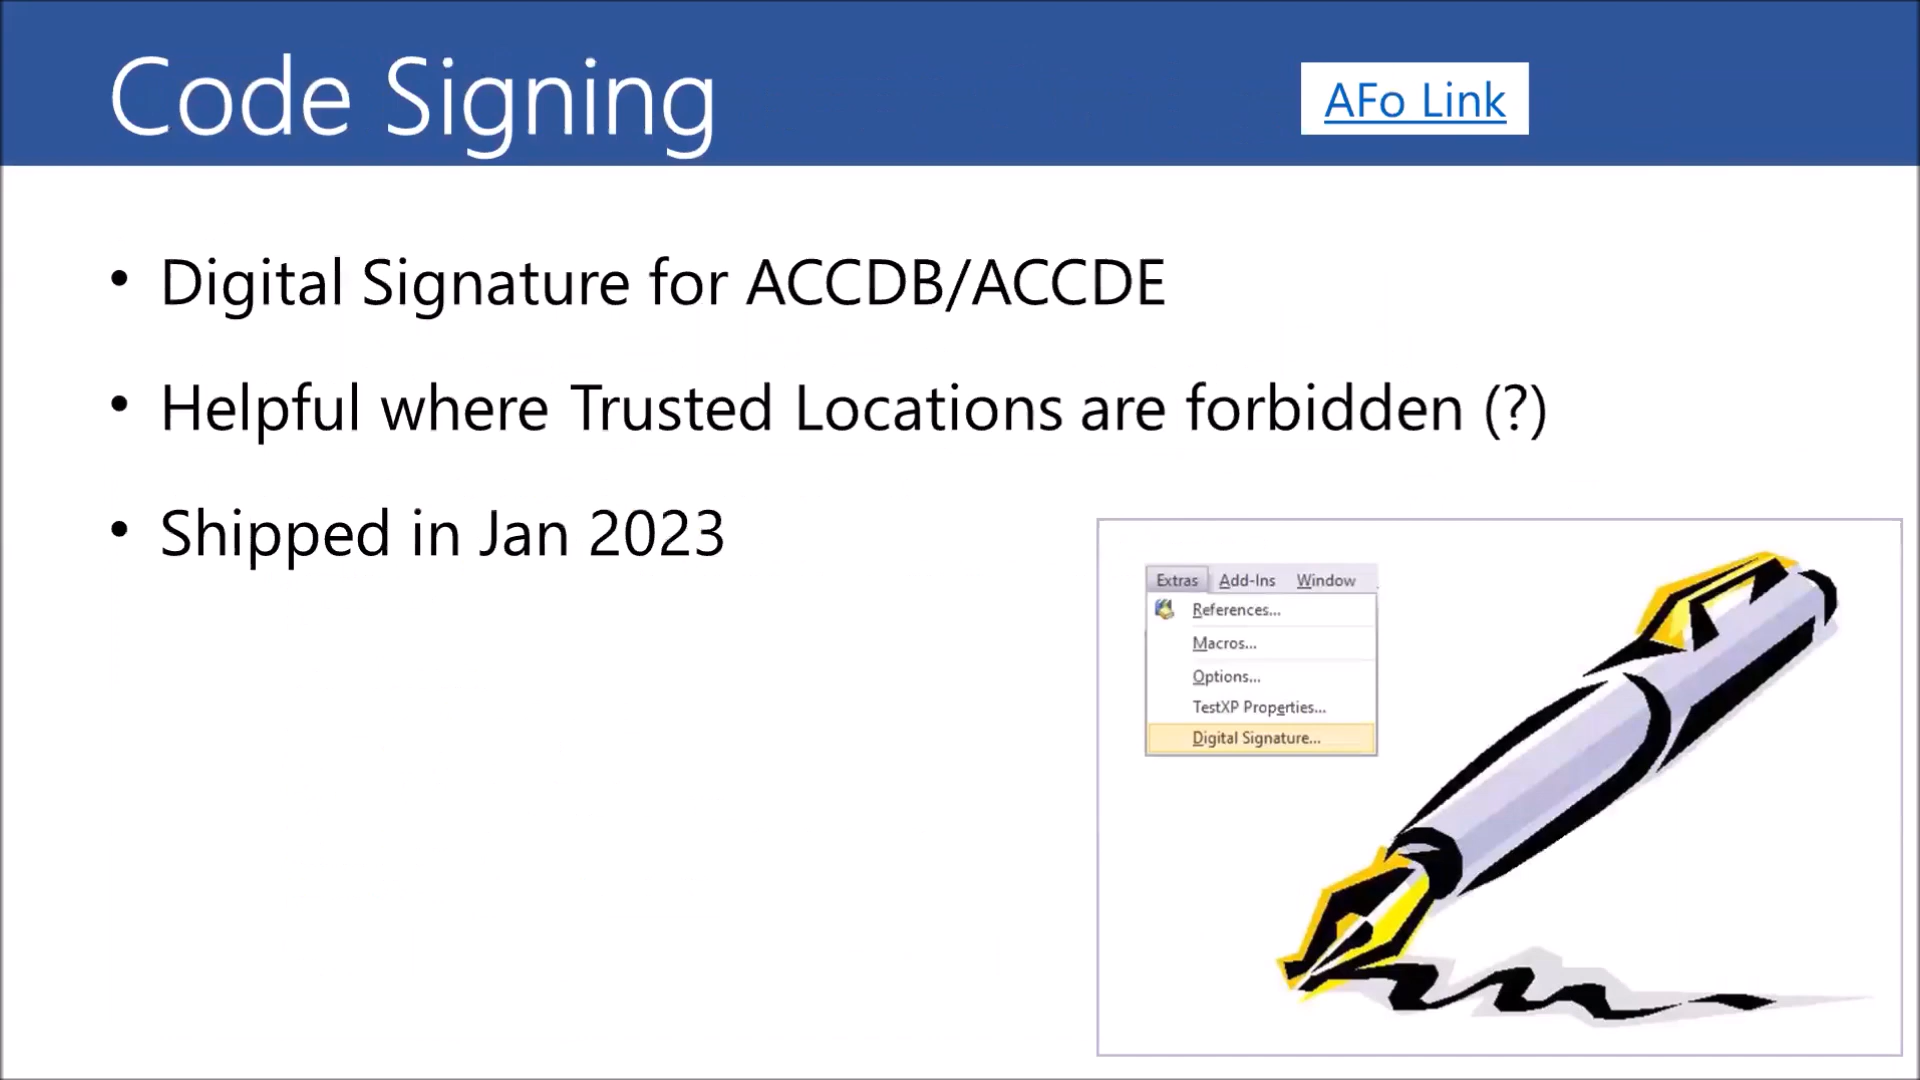 Code Signing
AFo Link
• Digital Signature for ACCDB/ACCDE
• Helpful where Trusted Locations are forbidden (?)
• Shipped in Jan 2023
Extras Add-Ins Window
References...
Macros...
Options...
TestXP Properties...
Digital Signature...